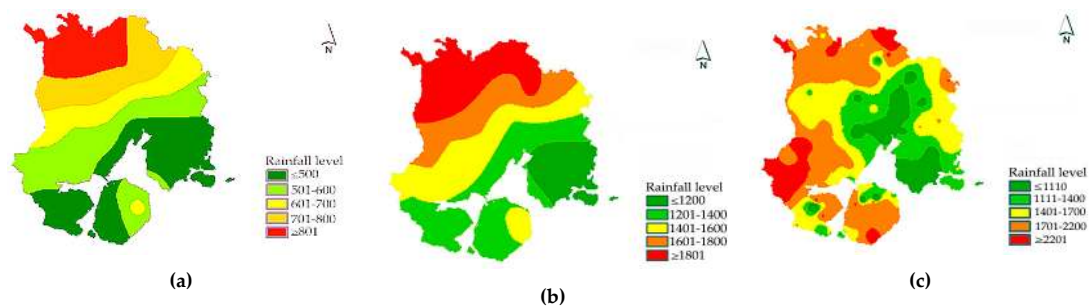 N
Rainfall level
≤500
501-600
601-700
701-800
≥801
(a)
N
Rainfall level
≤1200
1201-1400
1401-1600
1601-1800
≥1801
(b)
N
Rainfall level
≤1110
1111-1400
1401-1700
1701-2200
≥2201
(c)